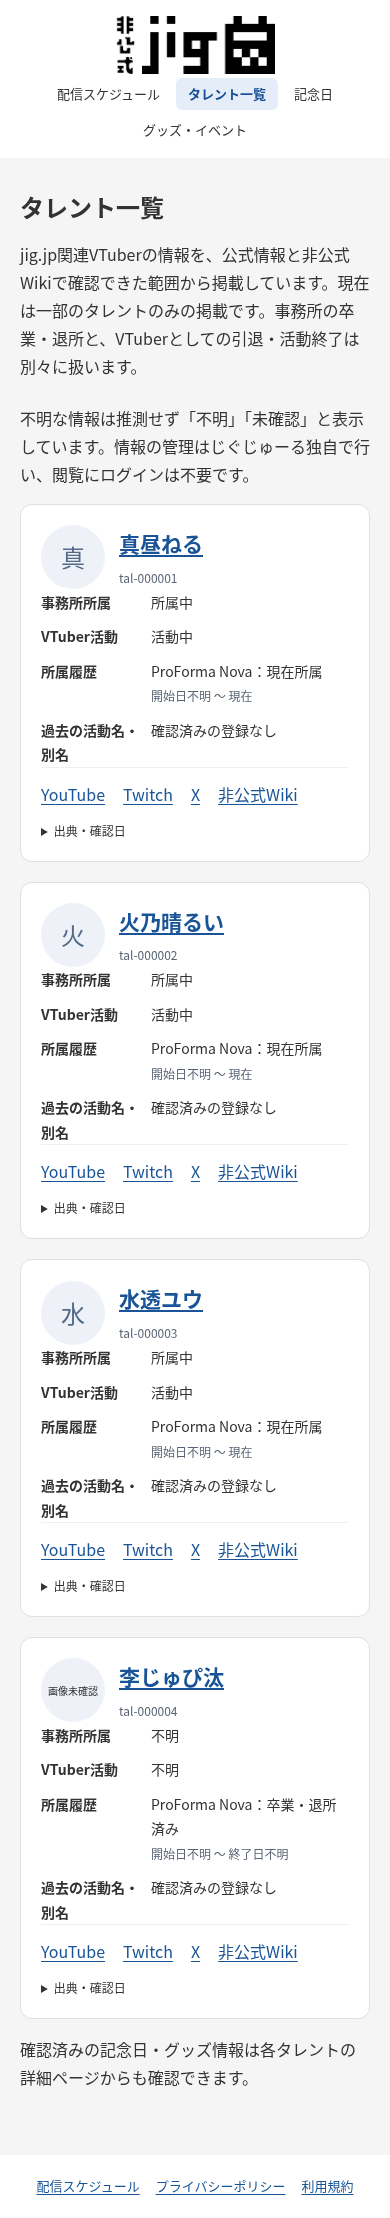 非公式 jig
配信スケジュール タレント一覧 記念日
グッズ・イベント
タレント一覧
jig.jp関連VTuberの情報を、公式情報と非公式
Wikiで確認できた範囲から掲載しています。現在
は一部のタレントのみの掲載です。事務所の卒
業・退所と、VTuberとしての引退・活動終了は
別々に扱います。
不明な情報は推測せず「不明」「未確認」と表示
しています。情報の管理はじぐじゅーる独自で行
い、閲覧にログインは不要です。
真 真昼ねる
tal-000001
事務所所属 所属中
VTuber活動 活動中
所属履歴 ProForma Nova：現在所属
開始日不明 〜 現在
過去の活動名・ 確認済みの登録なし
別名
YouTube Twitch X 非公式Wiki
▶ 出典・確認日
火 火乃晴るい
tal-000002
事務所所属 所属中
VTuber活動 活動中
所属履歴 ProForma Nova：現在所属
開始日不明 〜 現在
過去の活動名・ 確認済みの登録なし
別名
YouTube Twitch X 非公式Wiki
▶ 出典・確認日
水 水透ユウ
tal-000003
事務所所属 所属中
VTuber活動 活動中
所属履歴 ProForma Nova：現在所属
開始日不明 〜 現在
過去の活動名・ 確認済みの登録なし
別名
YouTube Twitch X 非公式Wiki
▶ 出典・確認日
画像未確認 李じゅぴ汰
tal-000004
事務所所属 不明
VTuber活動 不明
所属履歴 ProForma Nova：卒業・退所
済み
開始日不明 〜 終了日不明
過去の活動名・ 確認済みの登録なし
別名
YouTube Twitch X 非公式Wiki
▶ 出典・確認日
確認済みの記念日・グッズ情報は各タレントの
詳細ページからも確認できます。
配信スケジュール プライバシーポリシー 利用規約